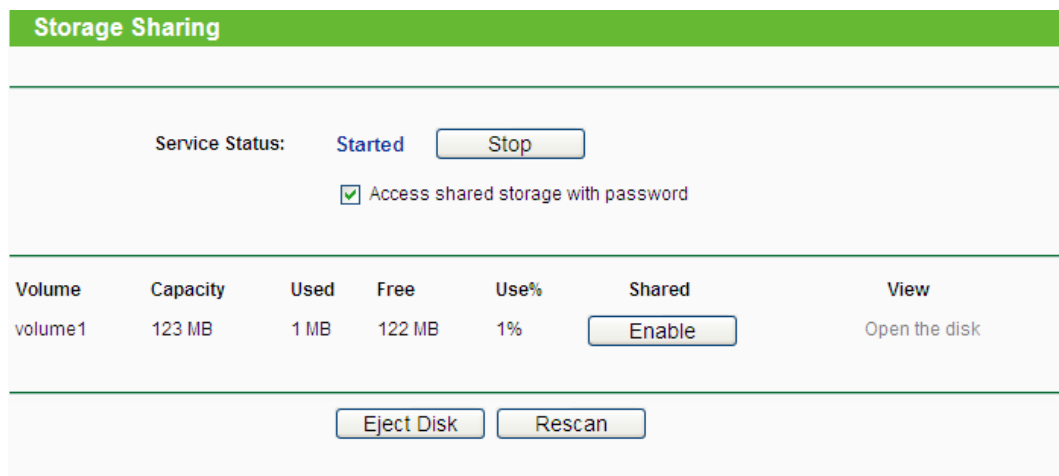 Storage Sharing
Service Status: Started Stop
Access shared storage with password
Volume Capacity Used Free Use% Shared View
volume1 123 MB 1 MB 122 MB 1% Enable Open the disk
Eject Disk Rescan